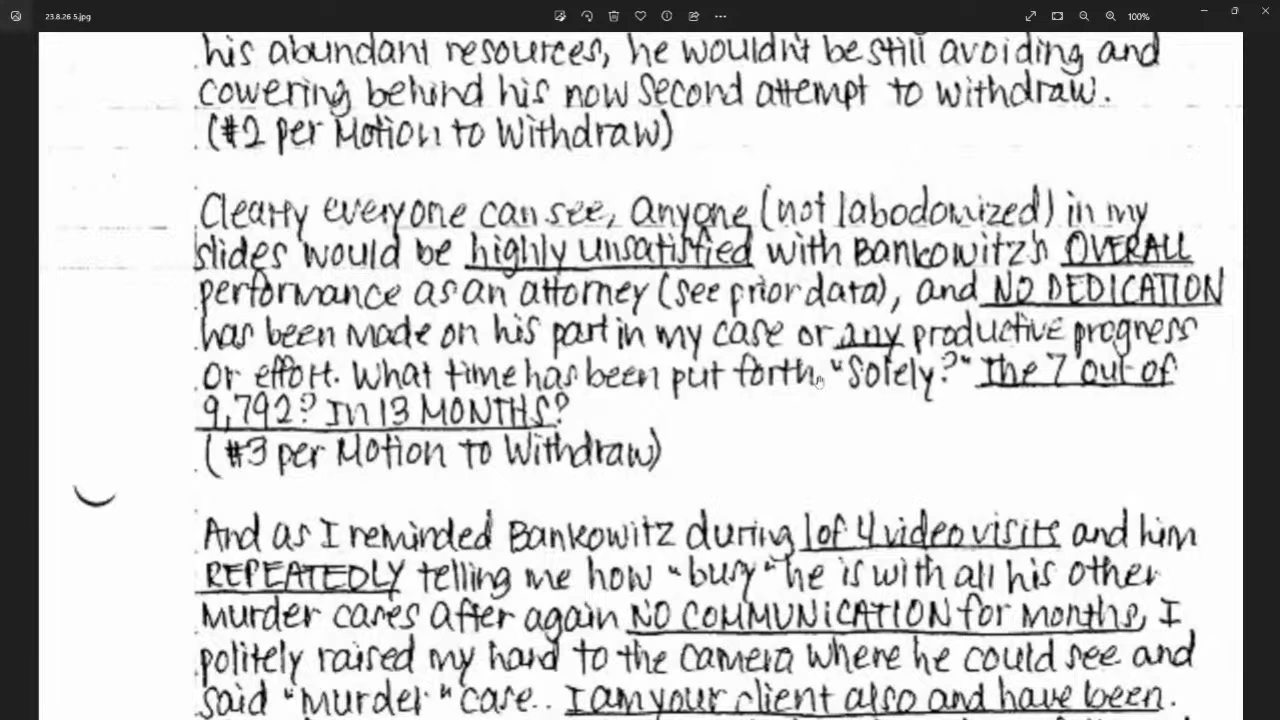 23.8.26 5.jpg
100%
his abundant resources, he wouldn't be still avoiding and
cowering behind his now second attempt to withdraw.
(#2 per Motion to Withdraw)
Clearly everyone can see, anyone (not labodomized) in my
slides would be highly unsatisfied with Bankowitz's OVERALL
performance as an attorney (see prior data), and NO DEDICATION
has been made on his part in my case or any productive progress
or effort. What time has been put forth, "Solely?" The 7 out of
9,792? In 13 MONTHS?
(#3 per Motion to Withdraw)
And as I reminded Bankowitz during 1 of 4 video visits and him
REPEATEDLY telling me how "busy" he is with all his other
murder cases after again NO COMMUNICATION for months, I
politely raised my hand to the camera where he could see and
said "murder" case.. I am your client also and have been.